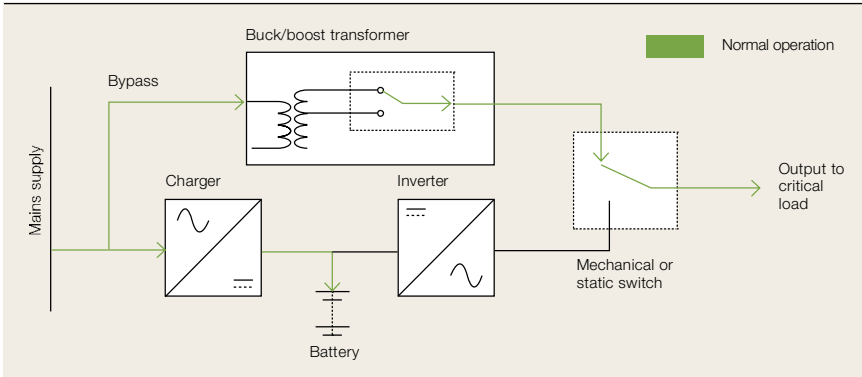 Buck/boost transformer
Normal operation
Bypass
Mains supply
Charger
Inverter
Output to
critical
load
Mechanical or
static switch
Battery